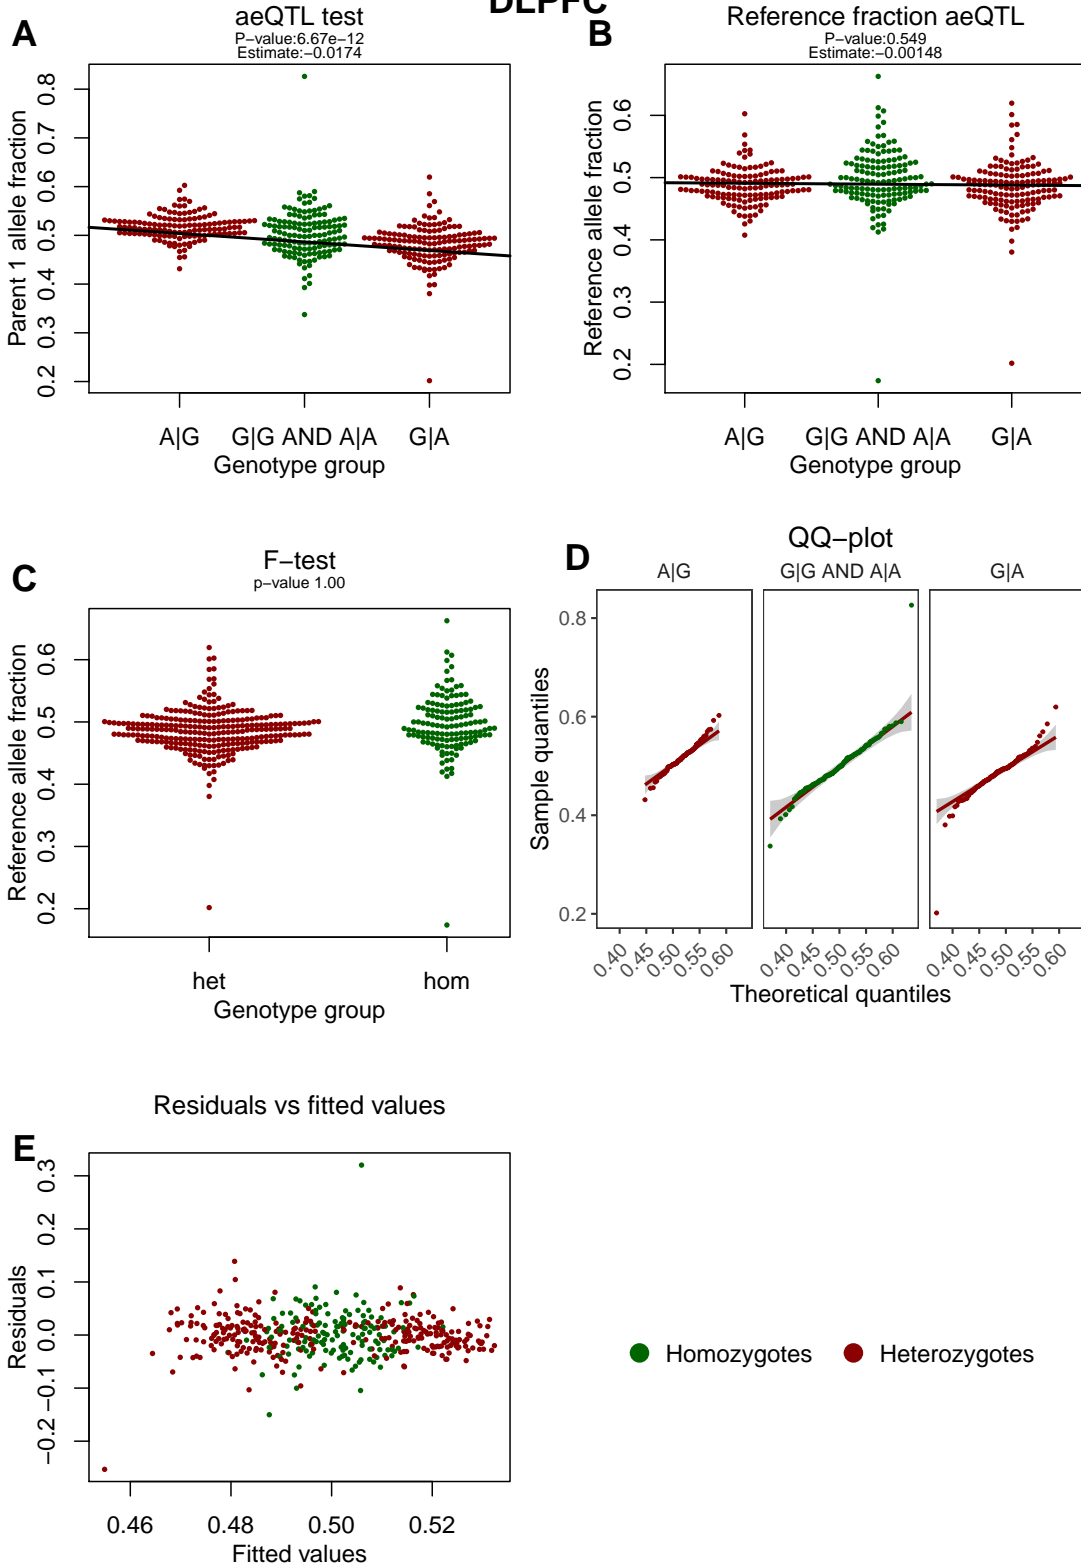 DLPFC
A
aeQTL test
P-value:6.67e-12
Estimate:-0.0174
Parent 1 allele fraction
0.8
0.7
0.6
0.5
0.4
0.3
0.2
A|G
G|G AND A|A
G|A
Genotype group
B
Reference fraction aeQTL
P-value:0.549
Estimate:-0.00148
Reference allele fraction
0.6
0.5
0.4
0.3
0.2
A|G
G|G AND A|A
G|A
Genotype group
C
F-test
p-value 1.00
Reference allele fraction
0.6
0.5
0.4
0.3
0.2
het
hom
Genotype group
D
QQ-plot
A|G
G|G AND A|A
G|A
Sample quantiles
0.8
0.6
0.4
0.2
0.40
0.45
0.50
0.55
0.60
0.40
0.45
0.50
0.55
0.60
0.40
0.45
0.50
0.55
0.60
Theoretical quantiles
E
Residuals vs fitted values
Residuals
0.3
0.2
0.1
0.0
-0.1
-0.2
0.46
0.48
0.50
0.52
Fitted values
Homozygotes
Heterozygotes